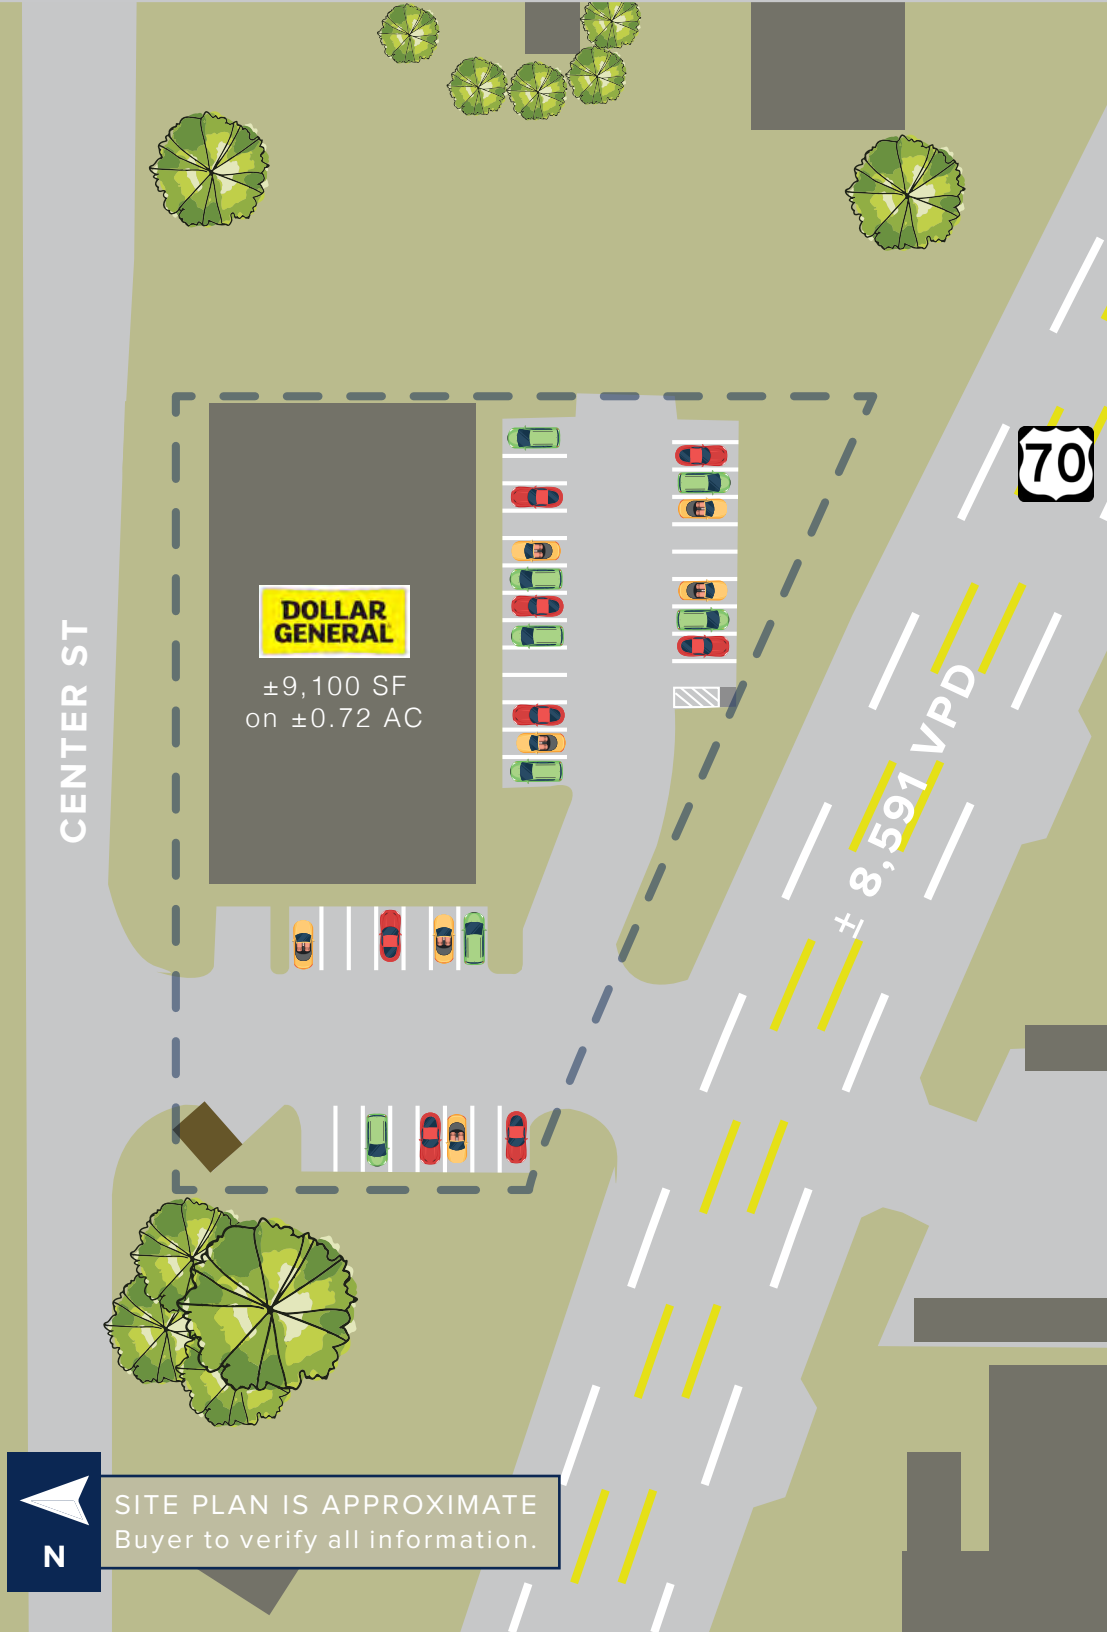 70
DOLLAR
GENERAL
±9,100 SF
on ±0.72 AC
CENTER ST
± 8,591 VPD
SITE PLAN IS APPROXIMATE
Buyer to verify all information.
N